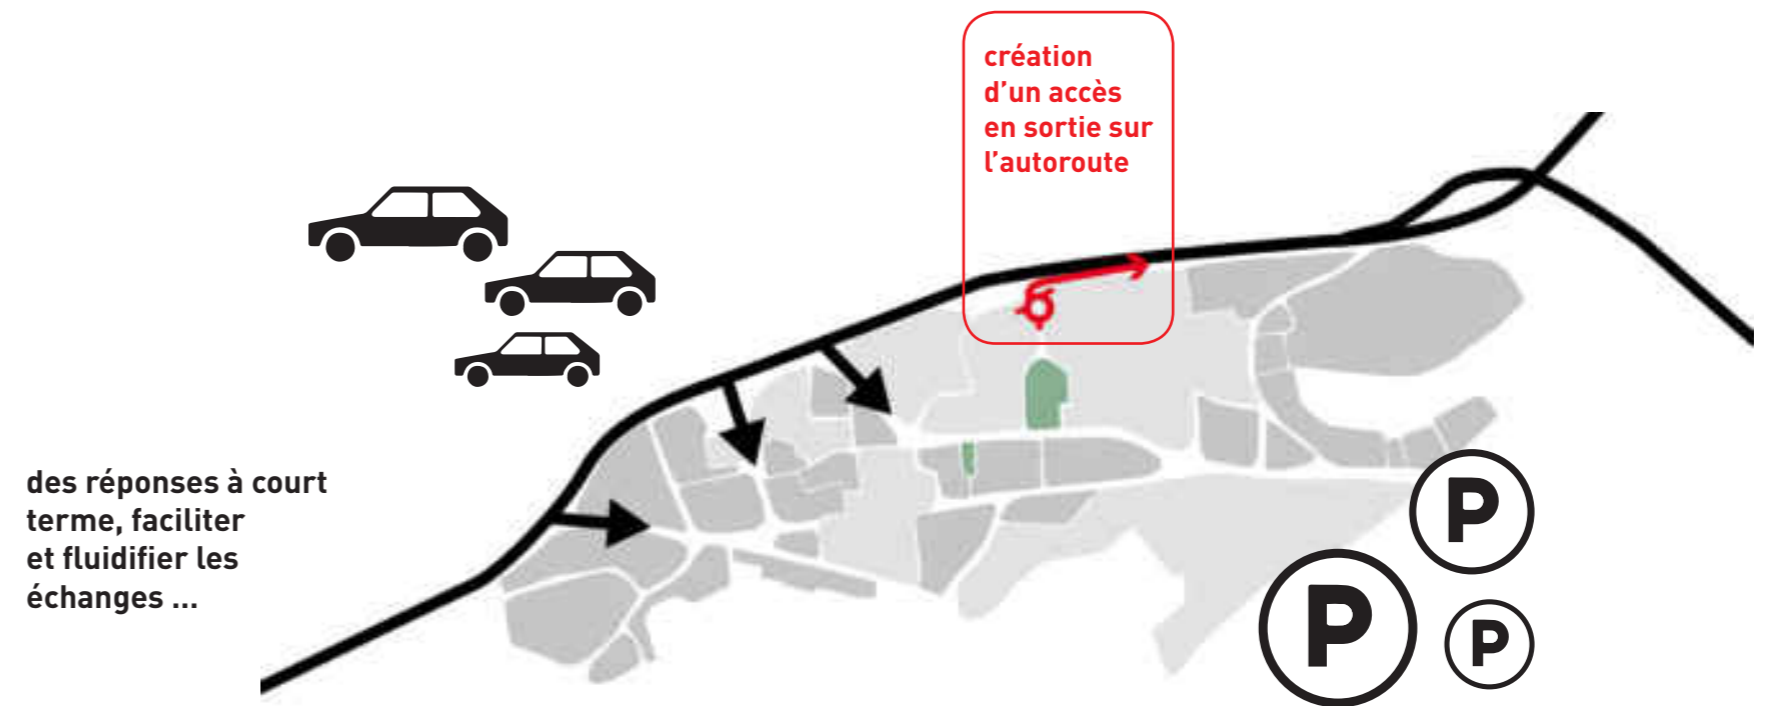 création
d'un accès
en sortie sur
l'autoroute
des réponses à court
terme, faciliter
et fluidifier les
échanges ...
P
P
P